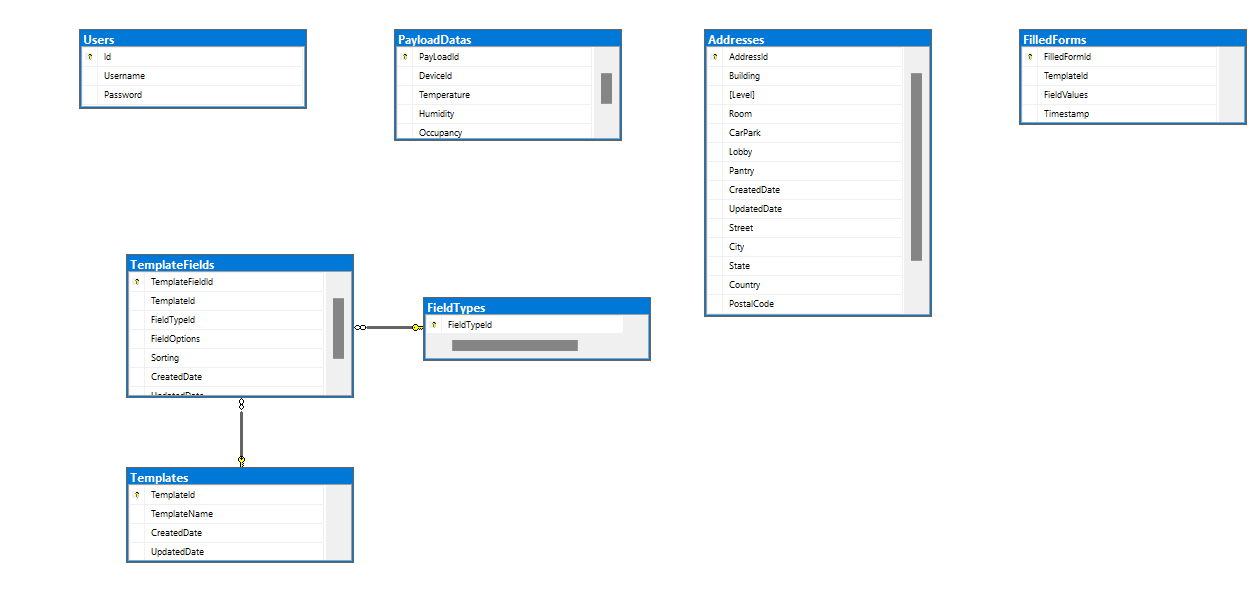 Users
Id
Username
Password
PayloadDatas
PayLoadId
DeviceId
Temperature
Humidity
Occupancy
Addresses
AddressId
Building
[Level]
Room
CarPark
Lobby
Pantry
CreatedDate
UpdatedDate
Street
City
State
Country
PostalCode
FilledForms
FilledFormId
TemplateId
FieldValues
Timestamp
TemplateFields
TemplateFieldId
TemplateId
FieldTypeId
FieldOptions
Sorting
CreatedDate
UpdatedDate
FieldTypes
FieldTypeId
Templates
TemplateId
TemplateName
CreatedDate
UpdatedDate